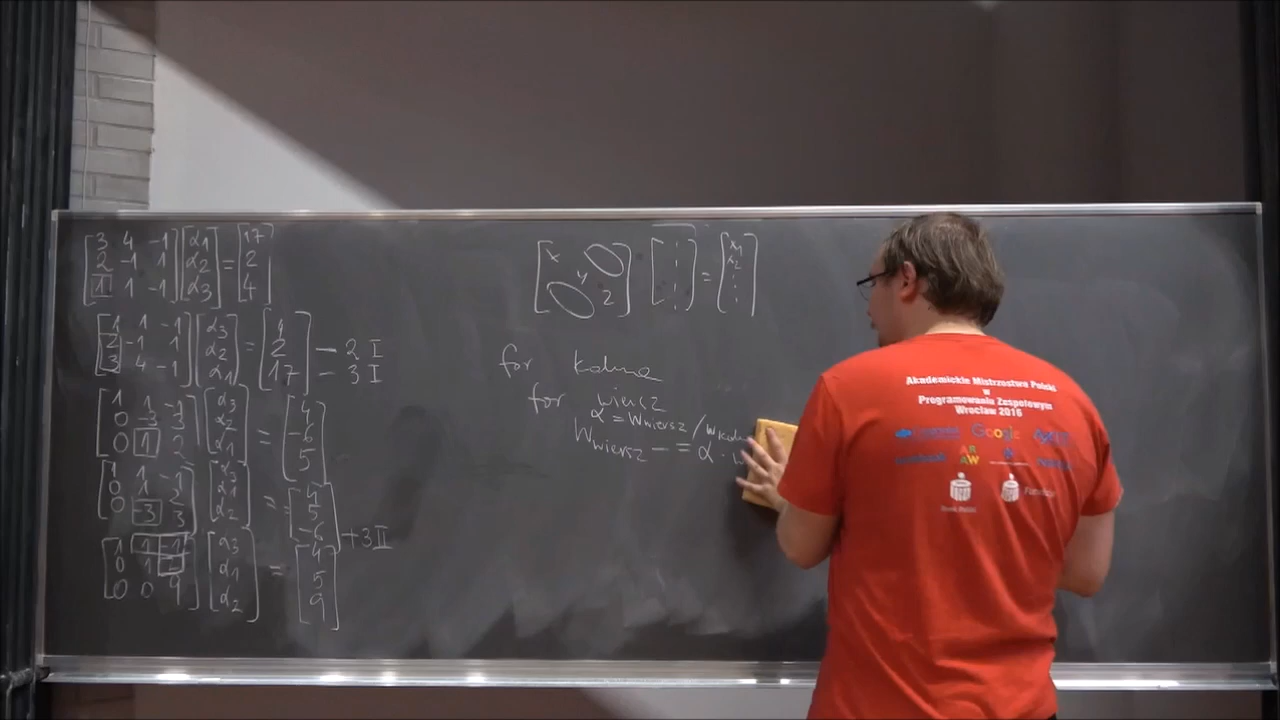 3 4 -1 α1 = 17
2 -1 1 α2 2
1 1 -1 α3 4
1 1 -1 α3 = 4 - 2 I
2 -1 1 α2 2 - 3 I
3 4 -1 α1 17
1 1 -1 α3 4
0 -3 3 α2 = -6
0 1 2 α1 5
1 1 -1 α3 4
0 1 2 α1 = 5
0 -3 3 α2 -6 +3 II
1 1 -1 α3 4
0 1 2 α1 = 5
0 0 9 α2 9
x y z = x1 x2
for kolumna
for wiersz
α = Wwiersz /
Wwiersz -= α ·
Akademickie Mistrzostwa Polski
w
Programowaniu Zespołowym
Wrocław 2016
Google
AR
AW